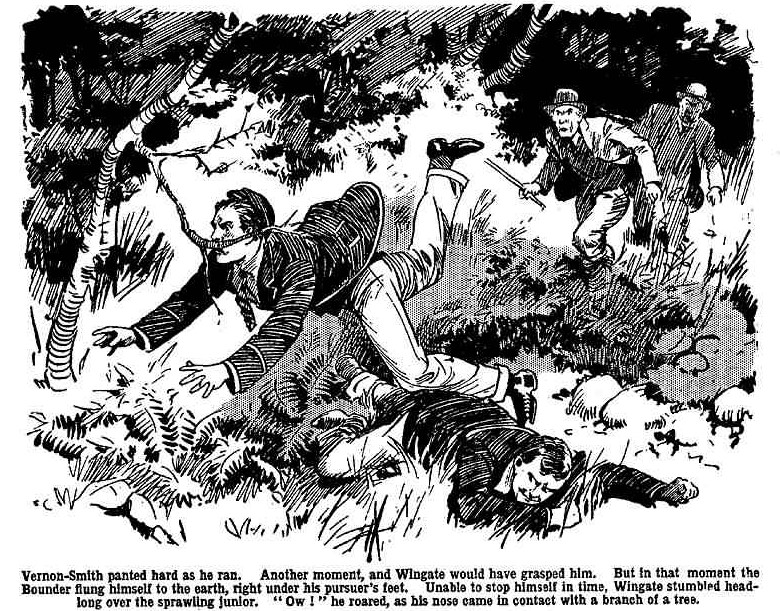 Vernon-Smith panted hard as he ran. Another moment, and Wingate would have grasped him. But in that moment the
Bounder flung himself to the earth, right under his pursuer's feet. Unable to stop himself in time, Wingate stumbled head-
long over the sprawling junior. "Ow!" he roared, as his nose came in contact with a branch of a tree.